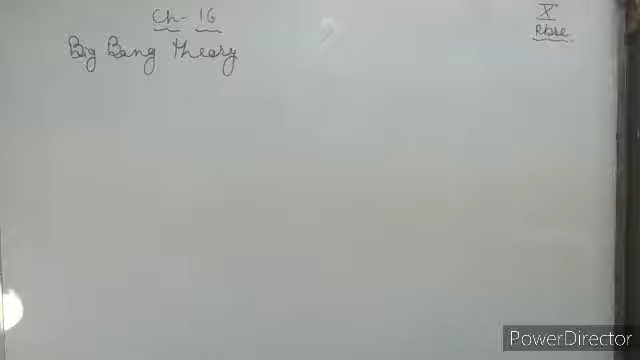 Ch - 16
X
Rbse
Big Bang theory
PowerDirector